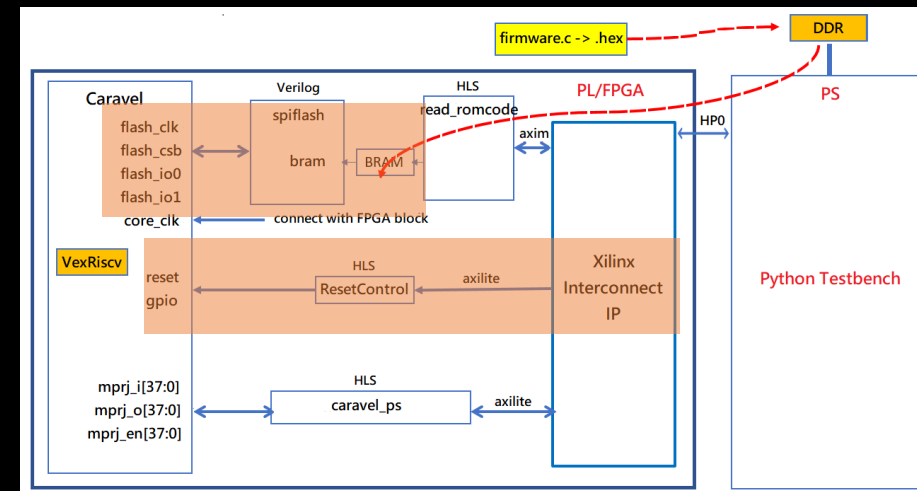 firmware.c -> .hex
DDR
PL/FPGA
PS
Caravel
Verilog
HLS
spiflash
read_romcode
flash_clk
flash_csb
flash_io0
flash_io1
bram
BRAM
axim
HP0
core_clk
connect with FPGA block
VexRiscv
reset
gpio
HLS
ResetControl
axilite
Xilinx
Interconnect
IP
Python Testbench
mprj_i[37:0]
mprj_o[37:0]
mprj_en[37:0]
HLS
caravel_ps
axilite